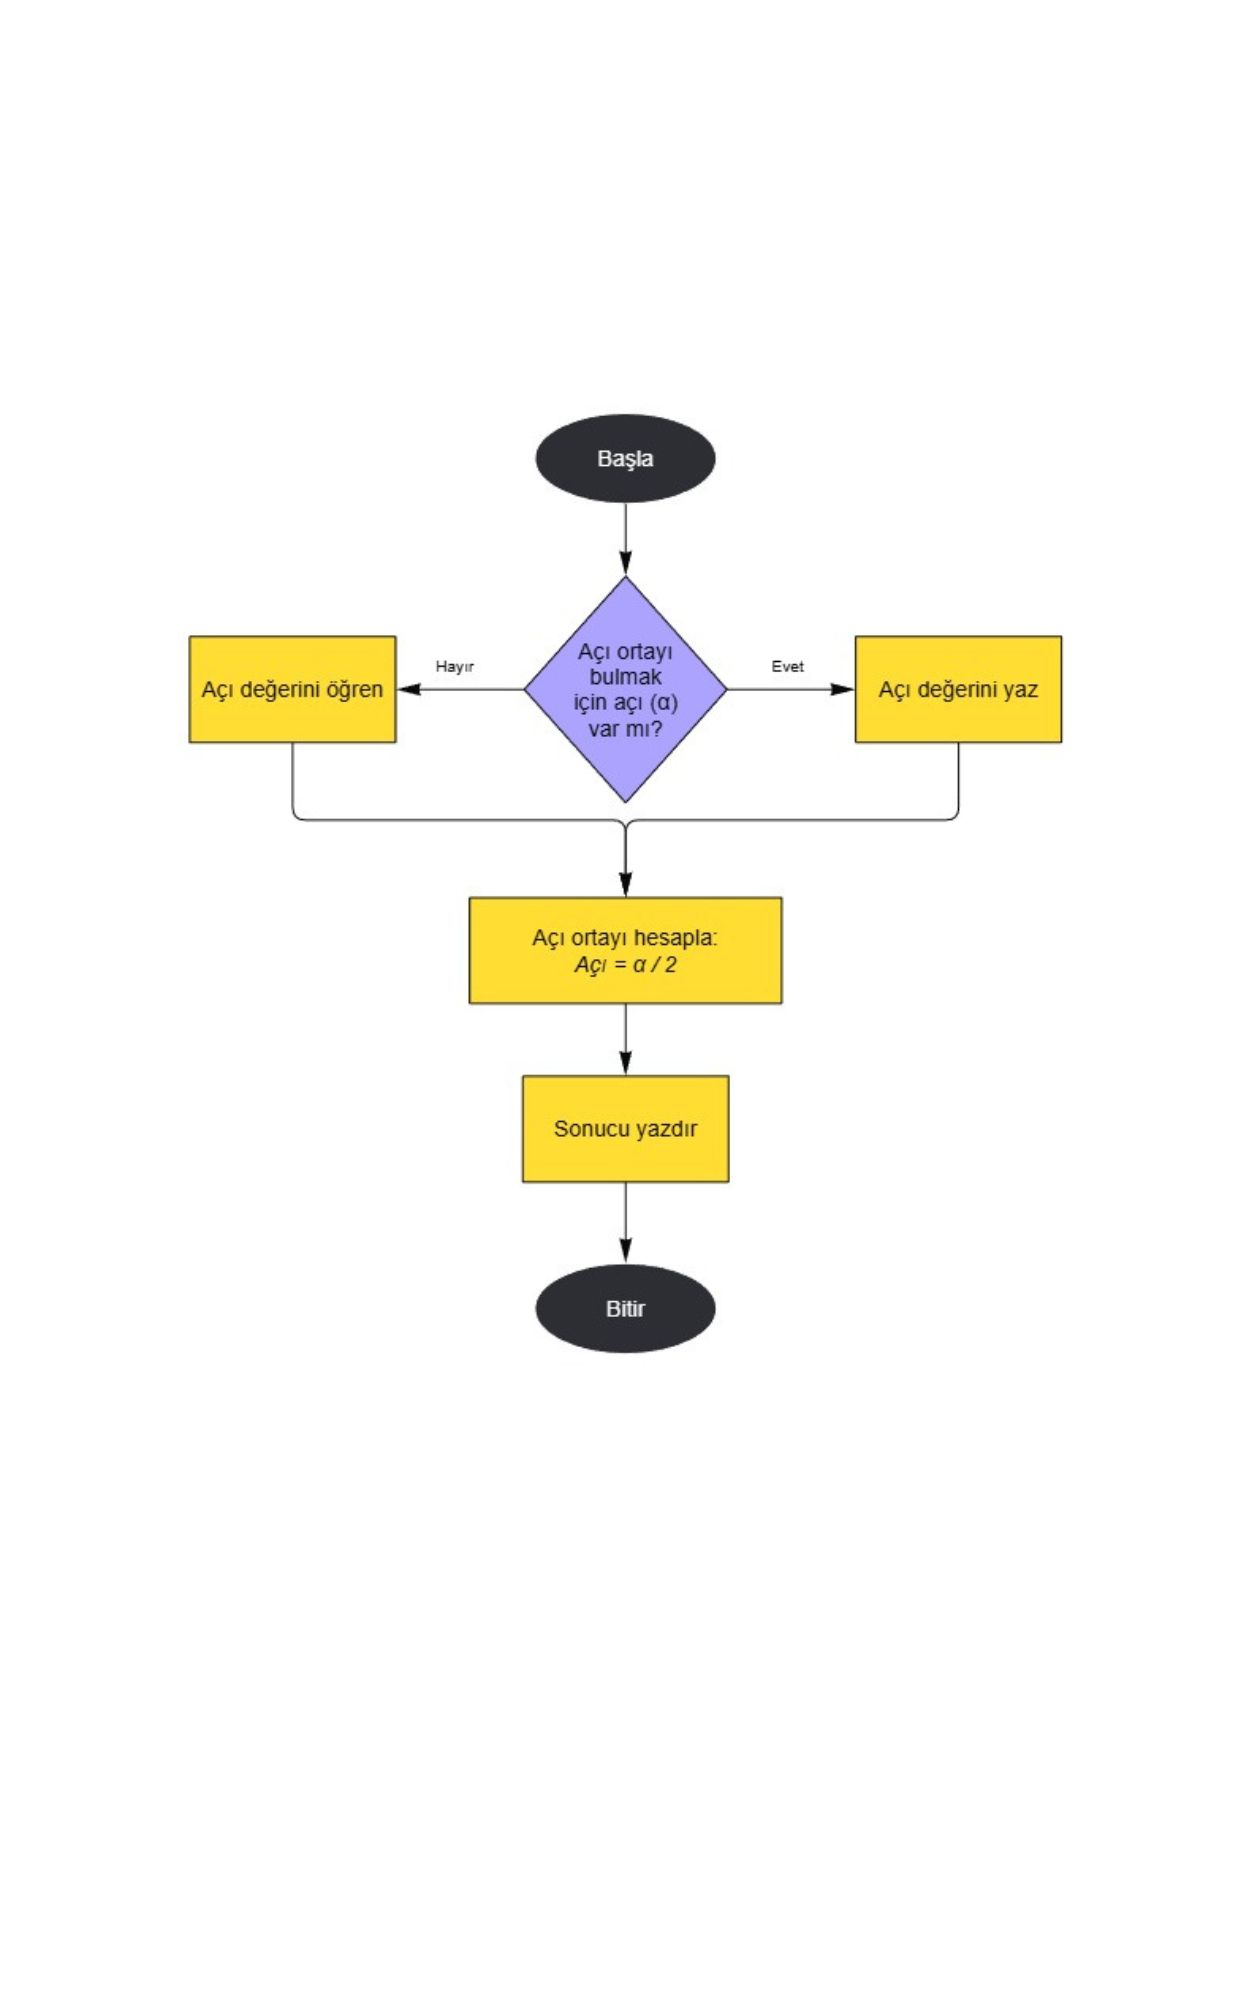 Başla
Açı ortayı
bulmak
için açı (α)
var mı?
Hayır
Evet
Açı değerini öğren
Açı değerini yaz
Açı ortayı hesapla:
Açı = α / 2
Sonucu yazdır
Bitir